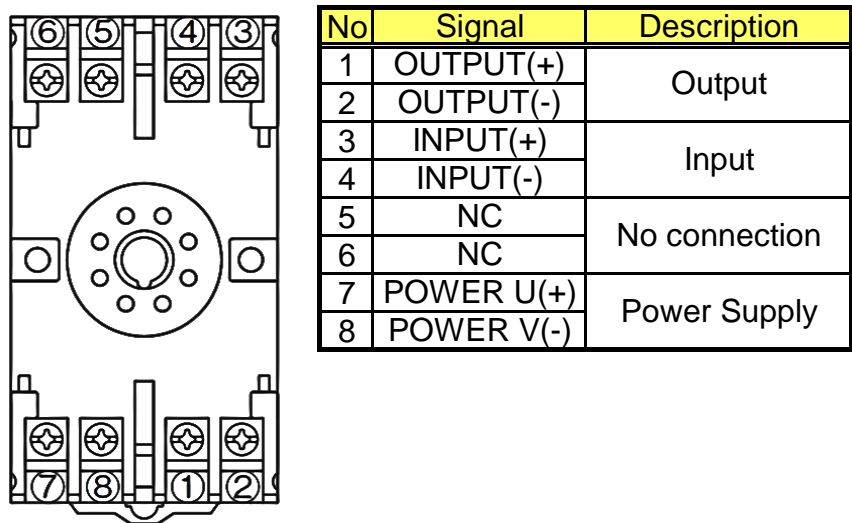 6 5 4 3
7 8 1 2
No Signal Description
1 OUTPUT(+) Output
2 OUTPUT(-)
3 INPUT(+) Input
4 INPUT(-)
5 NC No connection
6 NC
7 POWER U(+) Power Supply
8 POWER V(-)